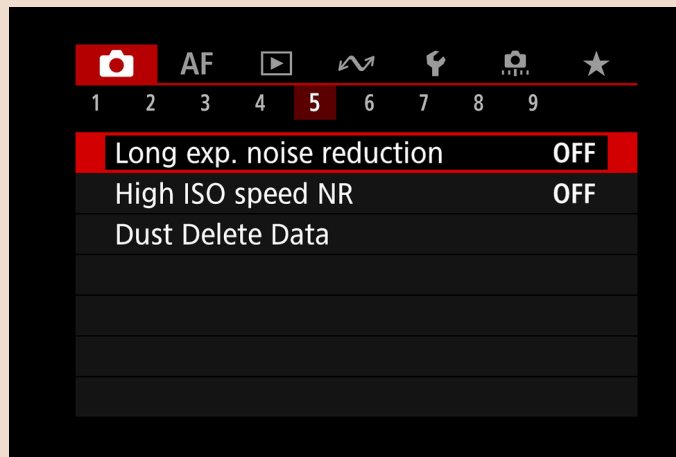 AF
1 2 3 4 5 6 7 8 9
Long exp. noise reduction OFF
High ISO speed NR OFF
Dust Delete Data